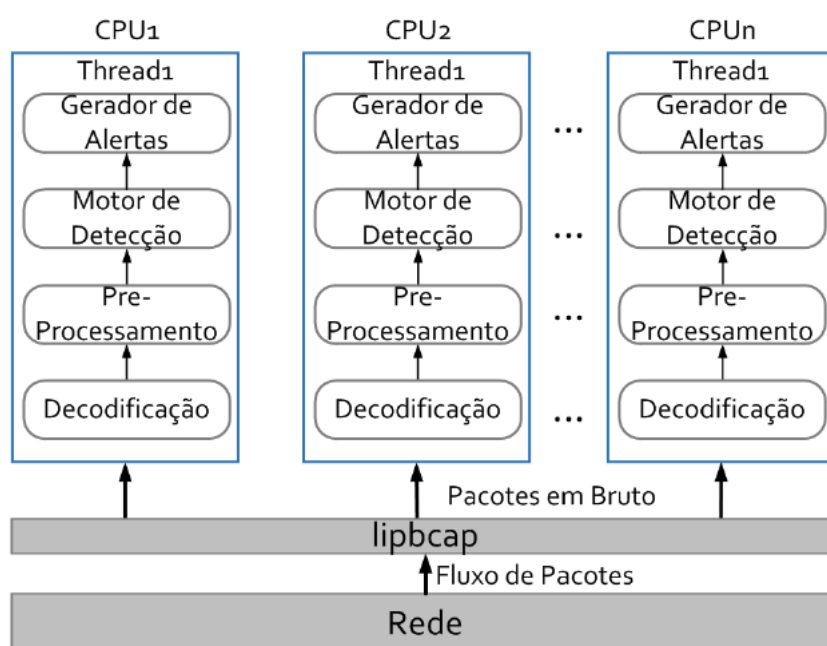 CPU1 CPU2 CPUn
Thread1 Thread1 Thread1
Gerador de Gerador de Gerador de
Alertas Alertas ... Alertas
Motor de Motor de Motor de
Detecção Detecção ... Detecção
Pre- Pre- Pre-
Processamento Processamento ... Processamento
Decodificação Decodificação ... Decodificação
Pacotes em Bruto
lipbcap
Fluxo de Pacotes
Rede